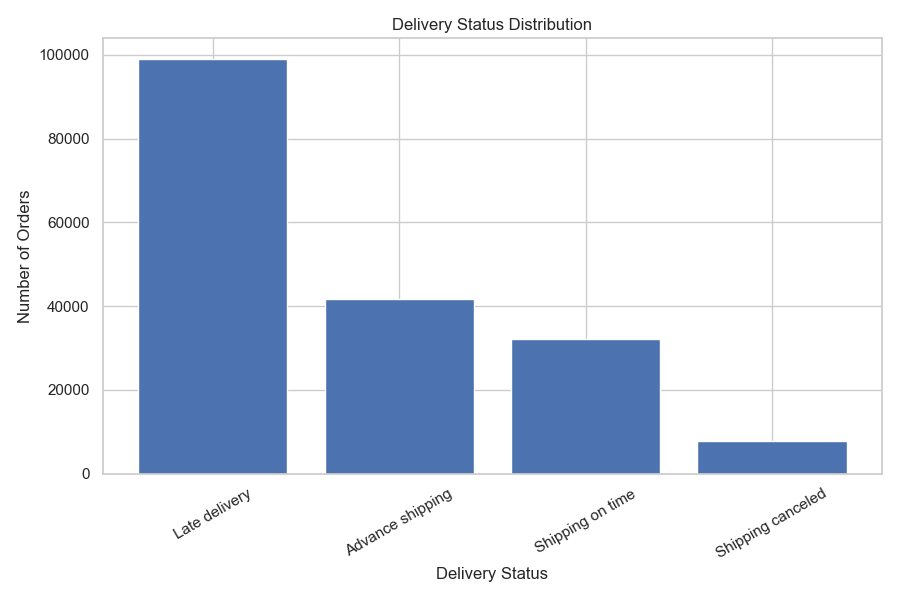 Delivery Status Distribution
100000
80000
60000
40000
20000
0
Number of Orders
Late delivery
Advance shipping
Shipping on time
Shipping canceled
Delivery Status